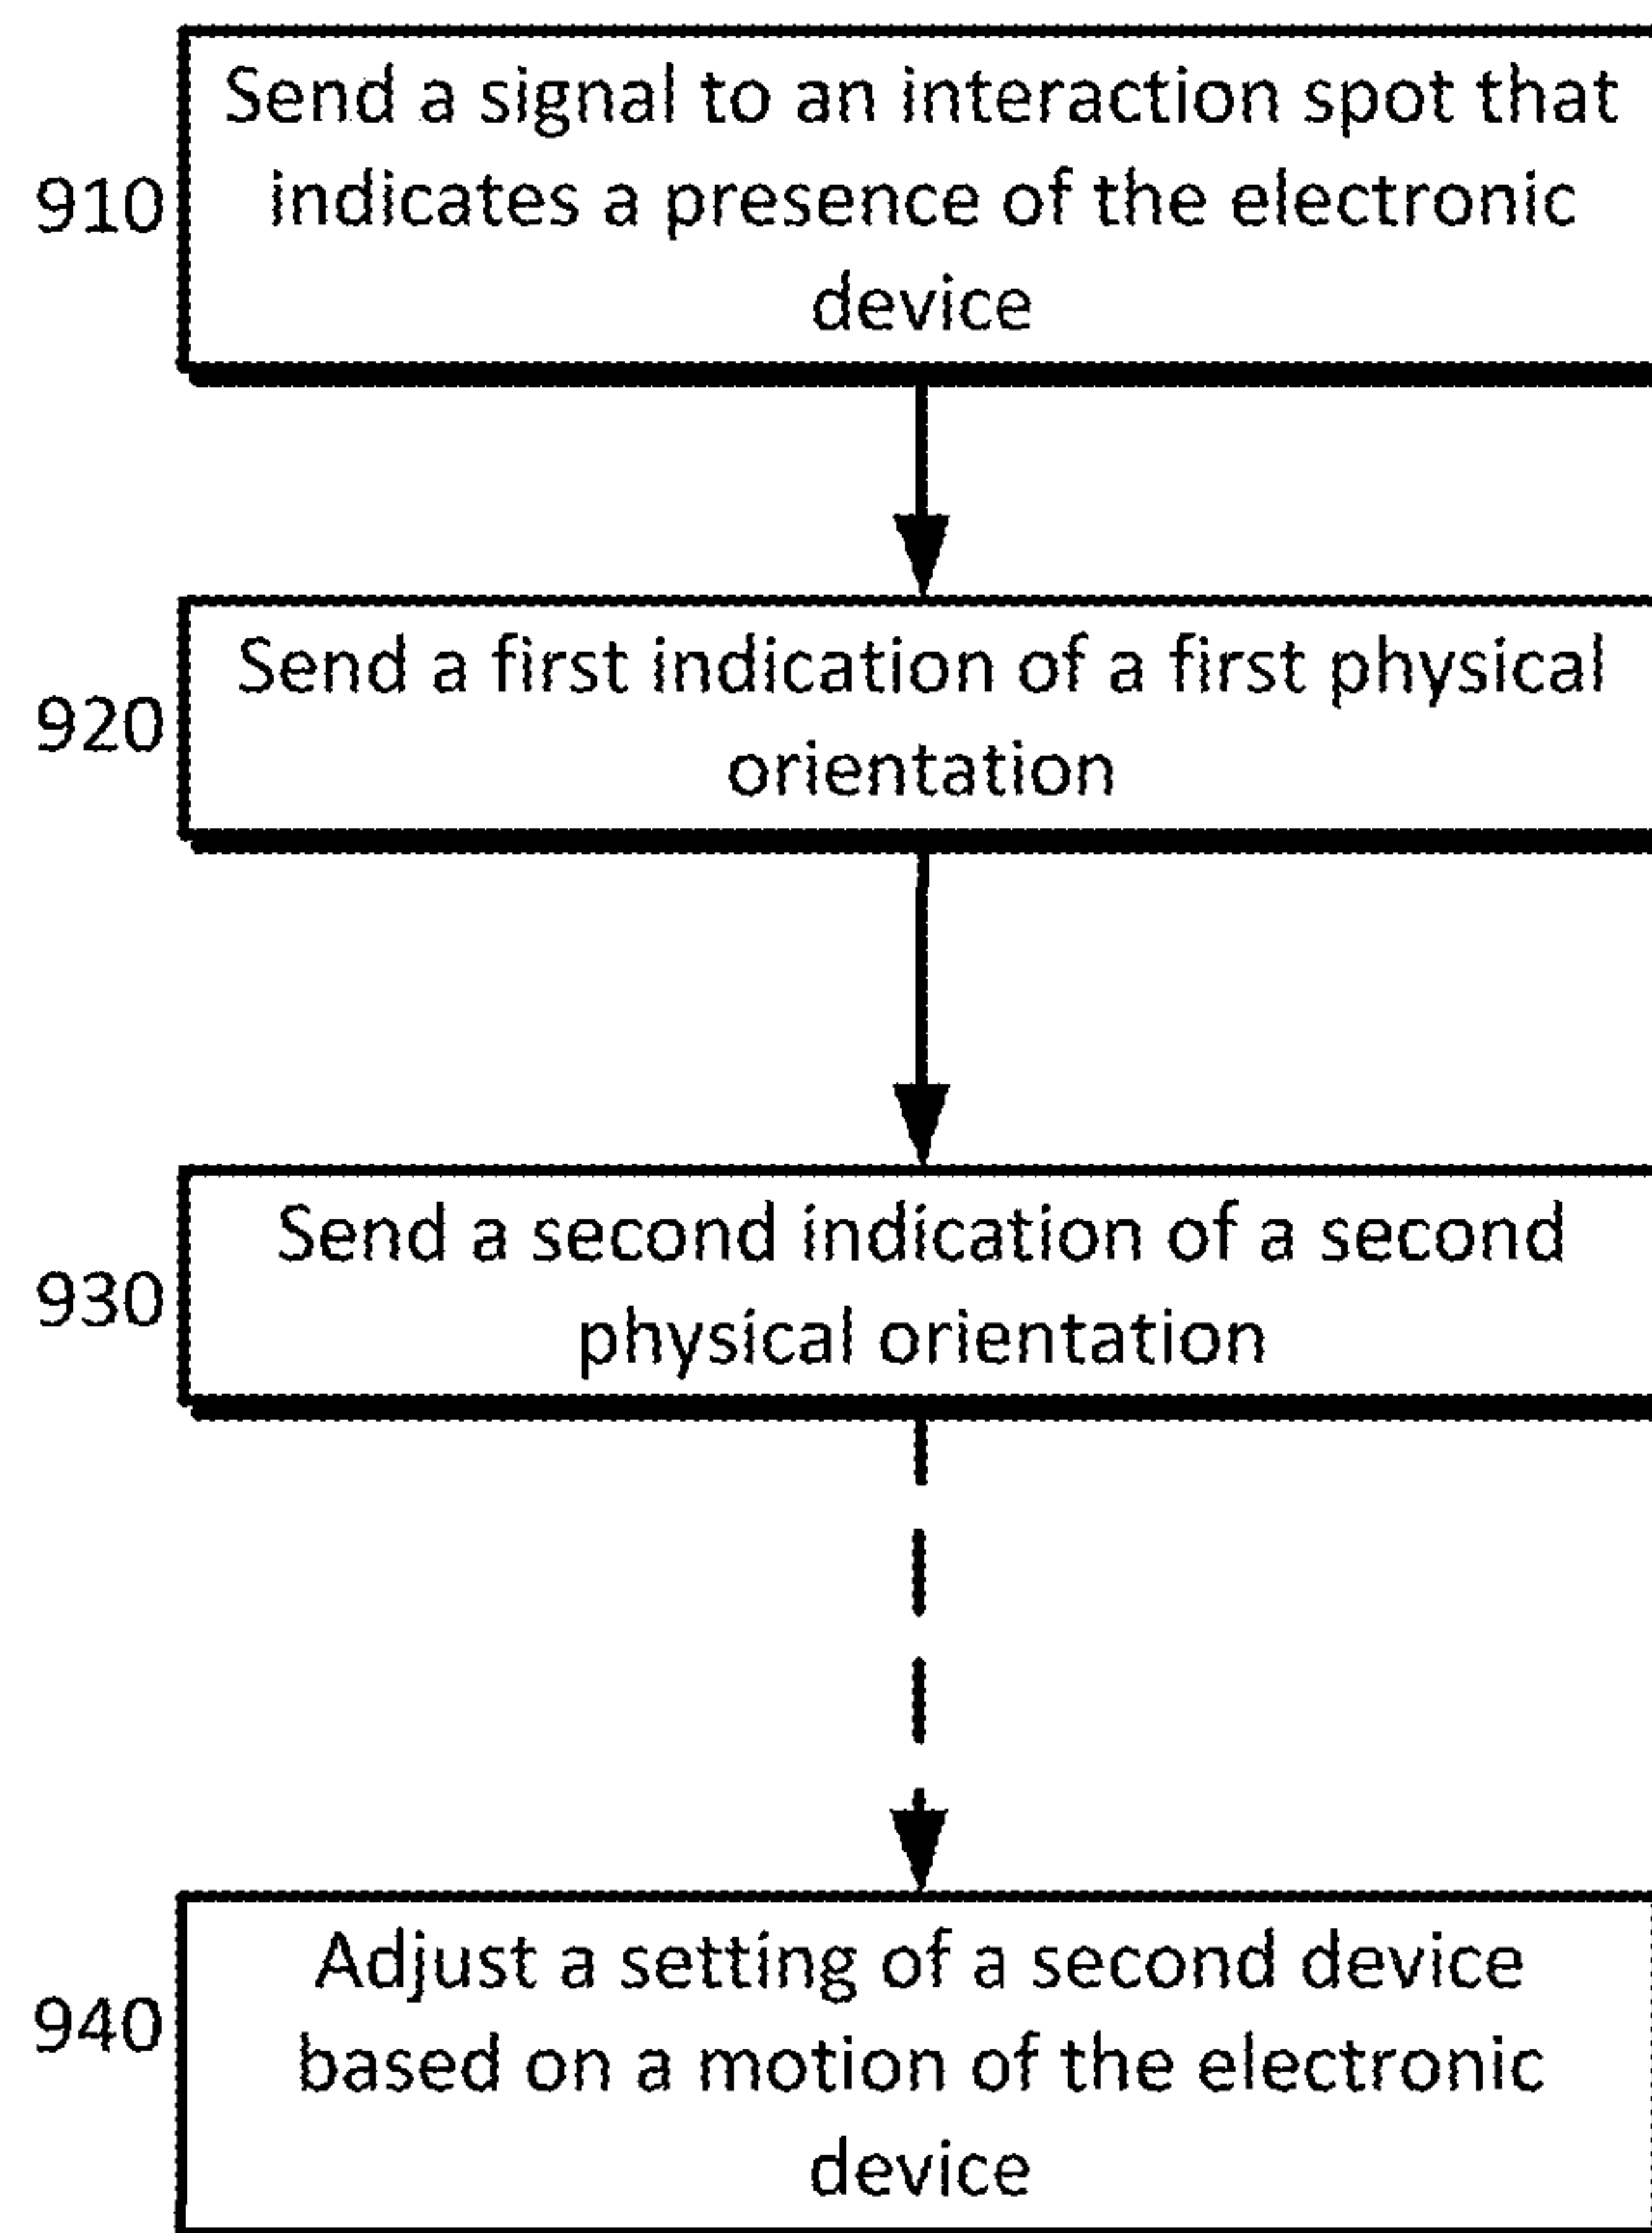 Send a signal to an interaction spot that
910
indicates a presence of the electronic
device
Send a first indication of a first physical
920
orientation
Send a second indication of a second
930
physical orientation
Adjust a setting of a second device
940
based on a motion of the electronic
device